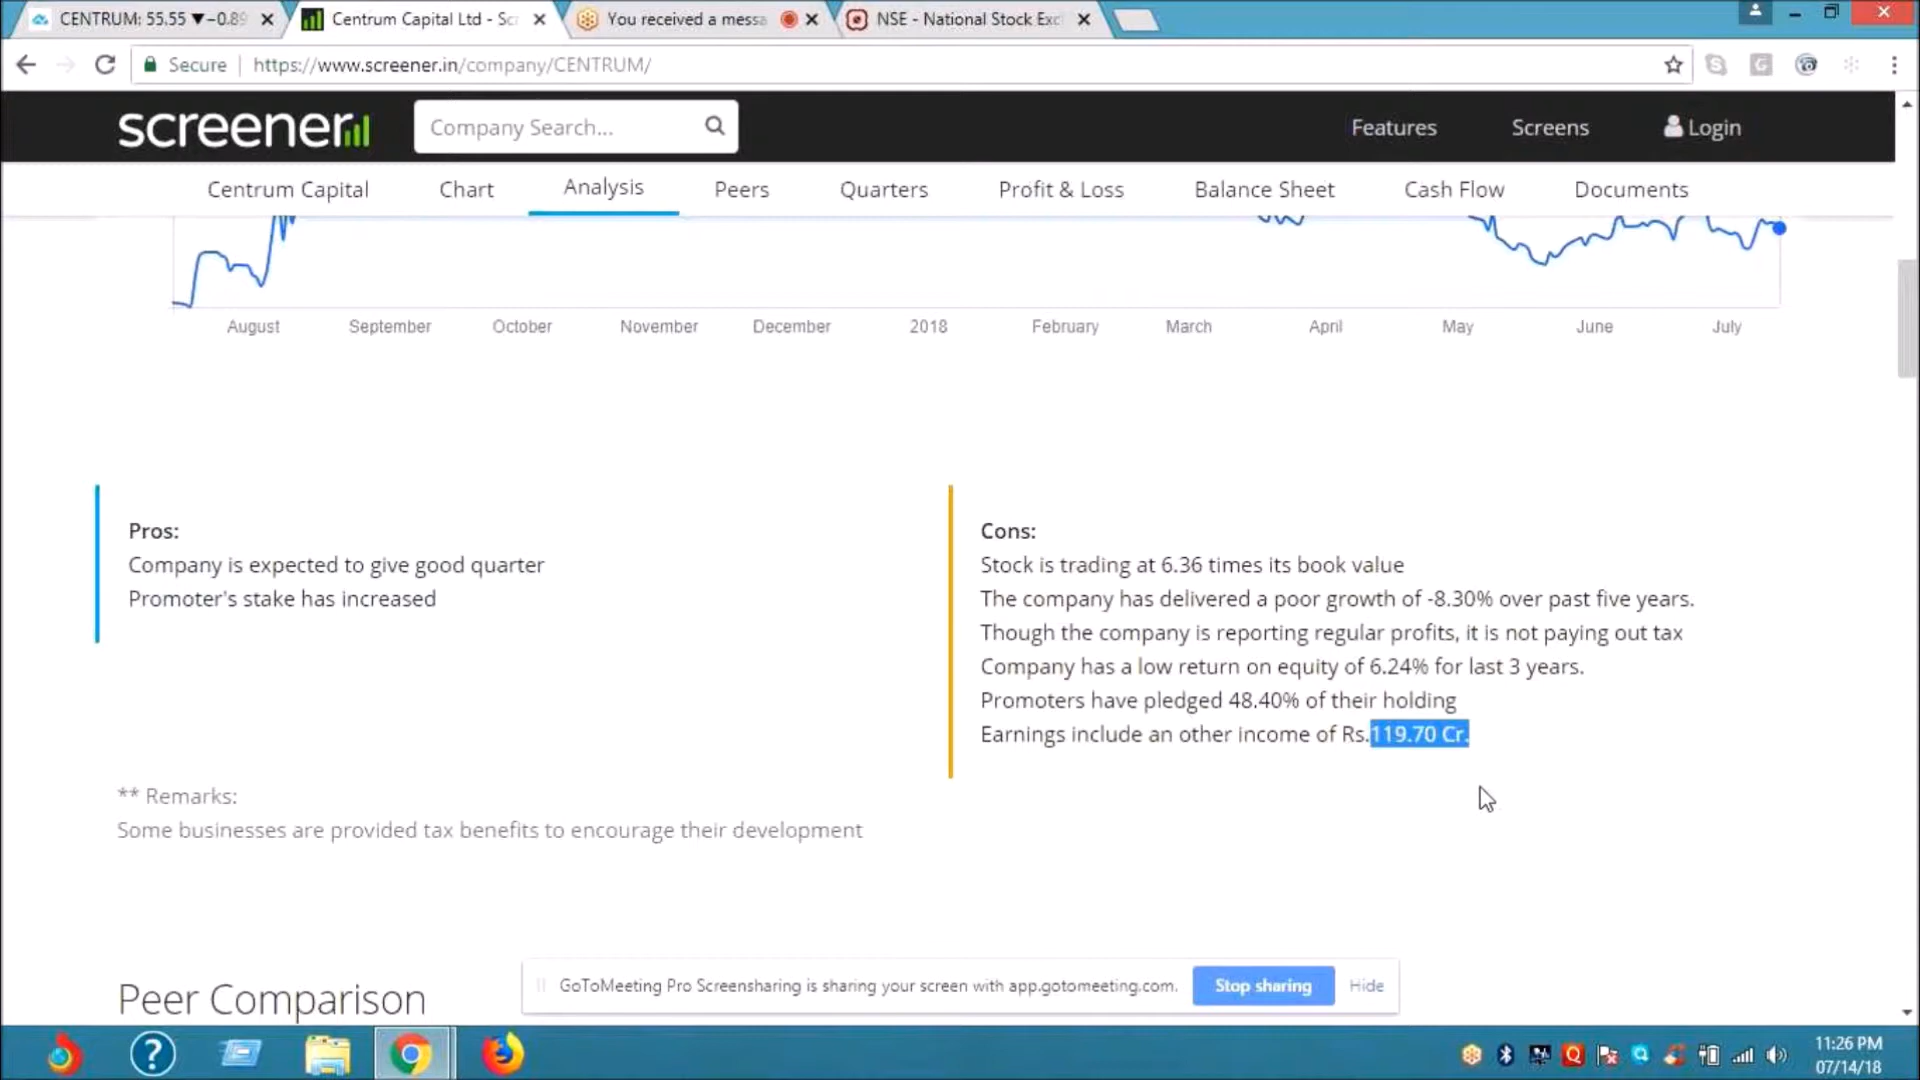 CENTRUM: 55.55 ▼−0.89
Centrum Capital Ltd - Sc
You received a messa
NSE - National Stock Exc
Secure
https://www.screener.in/company/CENTRUM/
screener
Company Search...
Features
Screens
Login
Centrum Capital
Chart
Analysis
Peers
Quarters
Profit & Loss
Balance Sheet
Cash Flow
Documents
August
September
October
November
December
2018
February
March
April
May
June
July
Pros:
Company is expected to give good quarter
Promoter's stake has increased
Cons:
Stock is trading at 6.36 times its book value
The company has delivered a poor growth of -8.30% over past five years.
Though the company is reporting regular profits, it is not paying out tax
Company has a low return on equity of 6.24% for last 3 years.
Promoters have pledged 48.40% of their holding
Earnings include an other income of Rs.119.70 Cr.
** Remarks:
Some businesses are provided tax benefits to encourage their development
Peer Comparison
GoToMeeting Pro Screensharing is sharing your screen with app.gotomeeting.com.
Stop sharing
Hide
11:26 PM
07/14/18